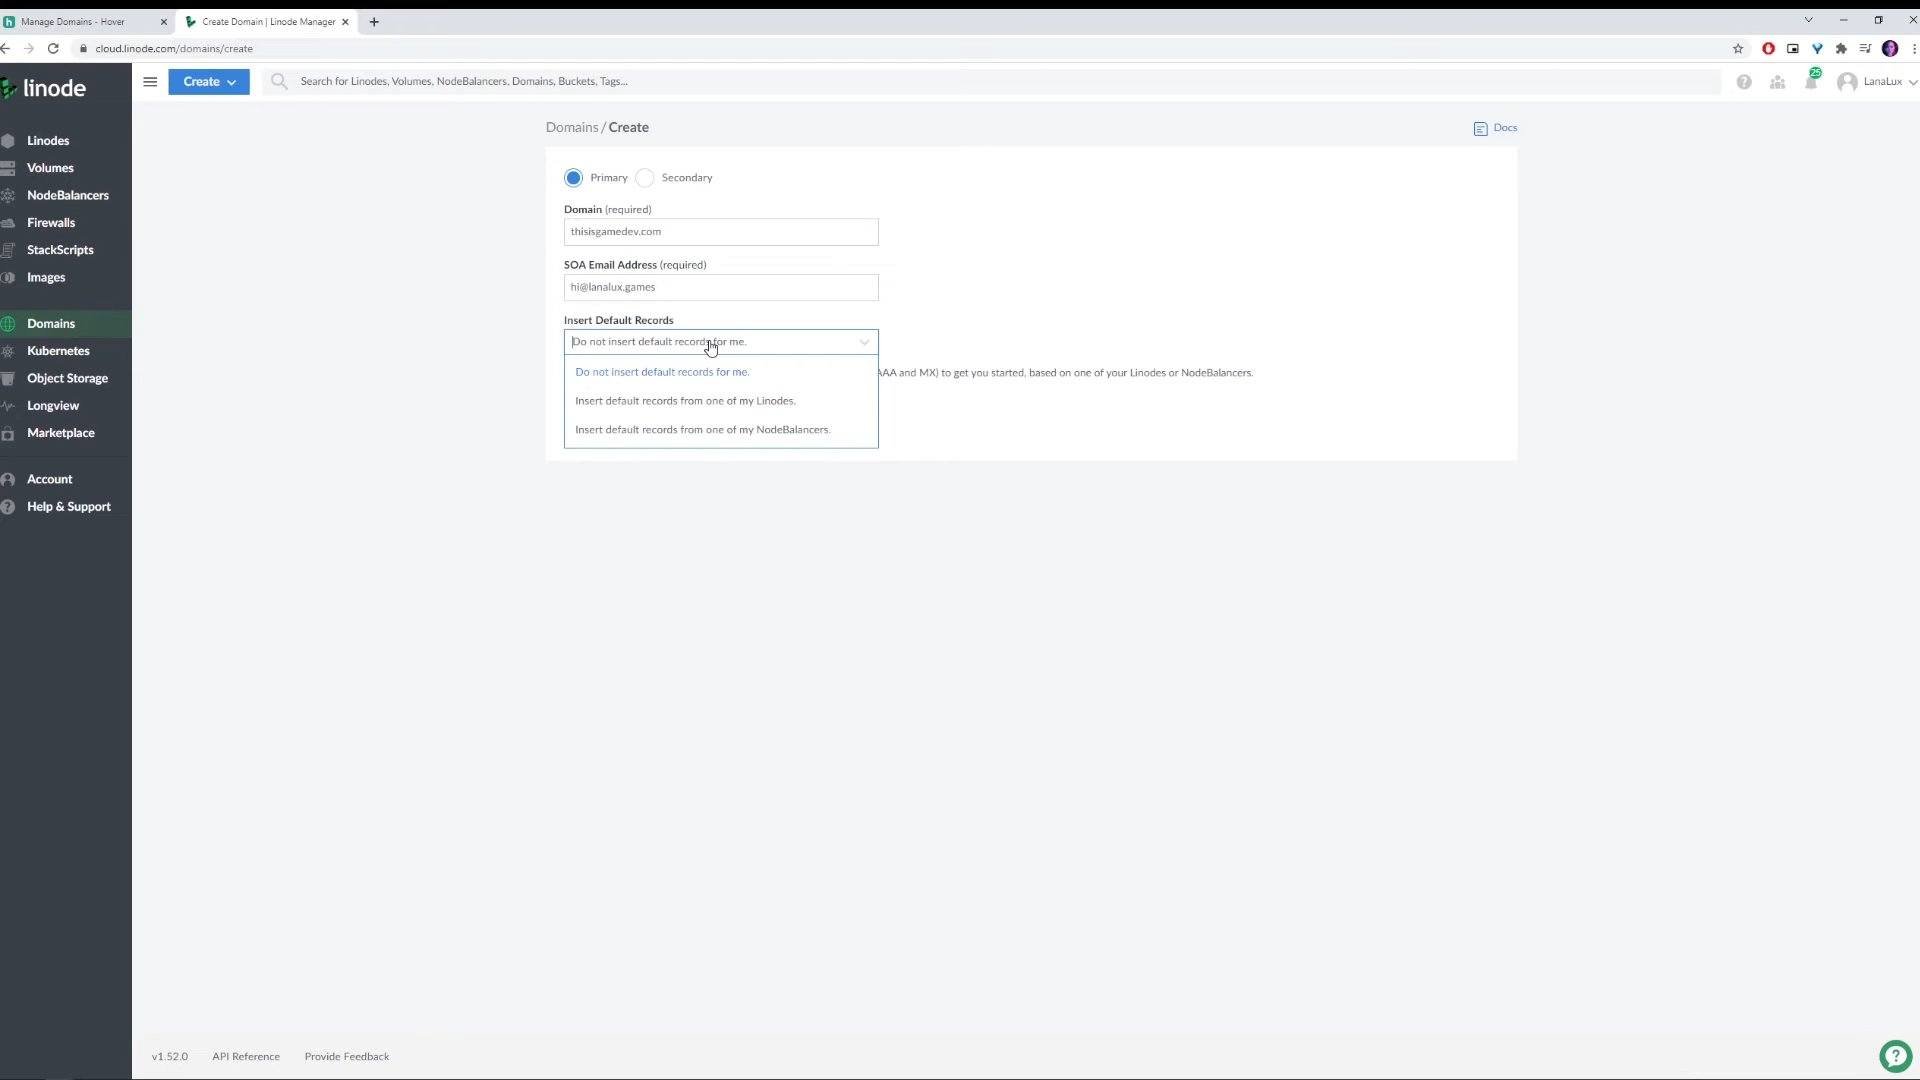 Manage Domains - Hover
Create Domain | Linode Manager
cloud.linode.com/domains/create
linode
Create
Search for Linodes, Volumes, NodeBalancers, Domains, Buckets, Tags...
25
LanaLux
Linodes
Volumes
NodeBalancers
Firewalls
StackScripts
Images
Domains
Kubernetes
Object Storage
Longview
Marketplace
Account
Help & Support
Domains / Create
Docs
Primary
Secondary
Domain (required)
thisisgamedev.com
SOA Email Address (required)
hi@lanalux.games
Insert Default Records
Do not insert default records for me.
Do not insert default records for me.
AA and MX) to get you started, based on one of your Linodes or NodeBalancers.
Insert default records from one of my Linodes.
Insert default records from one of my NodeBalancers.
v1.52.0
API Reference
Provide Feedback